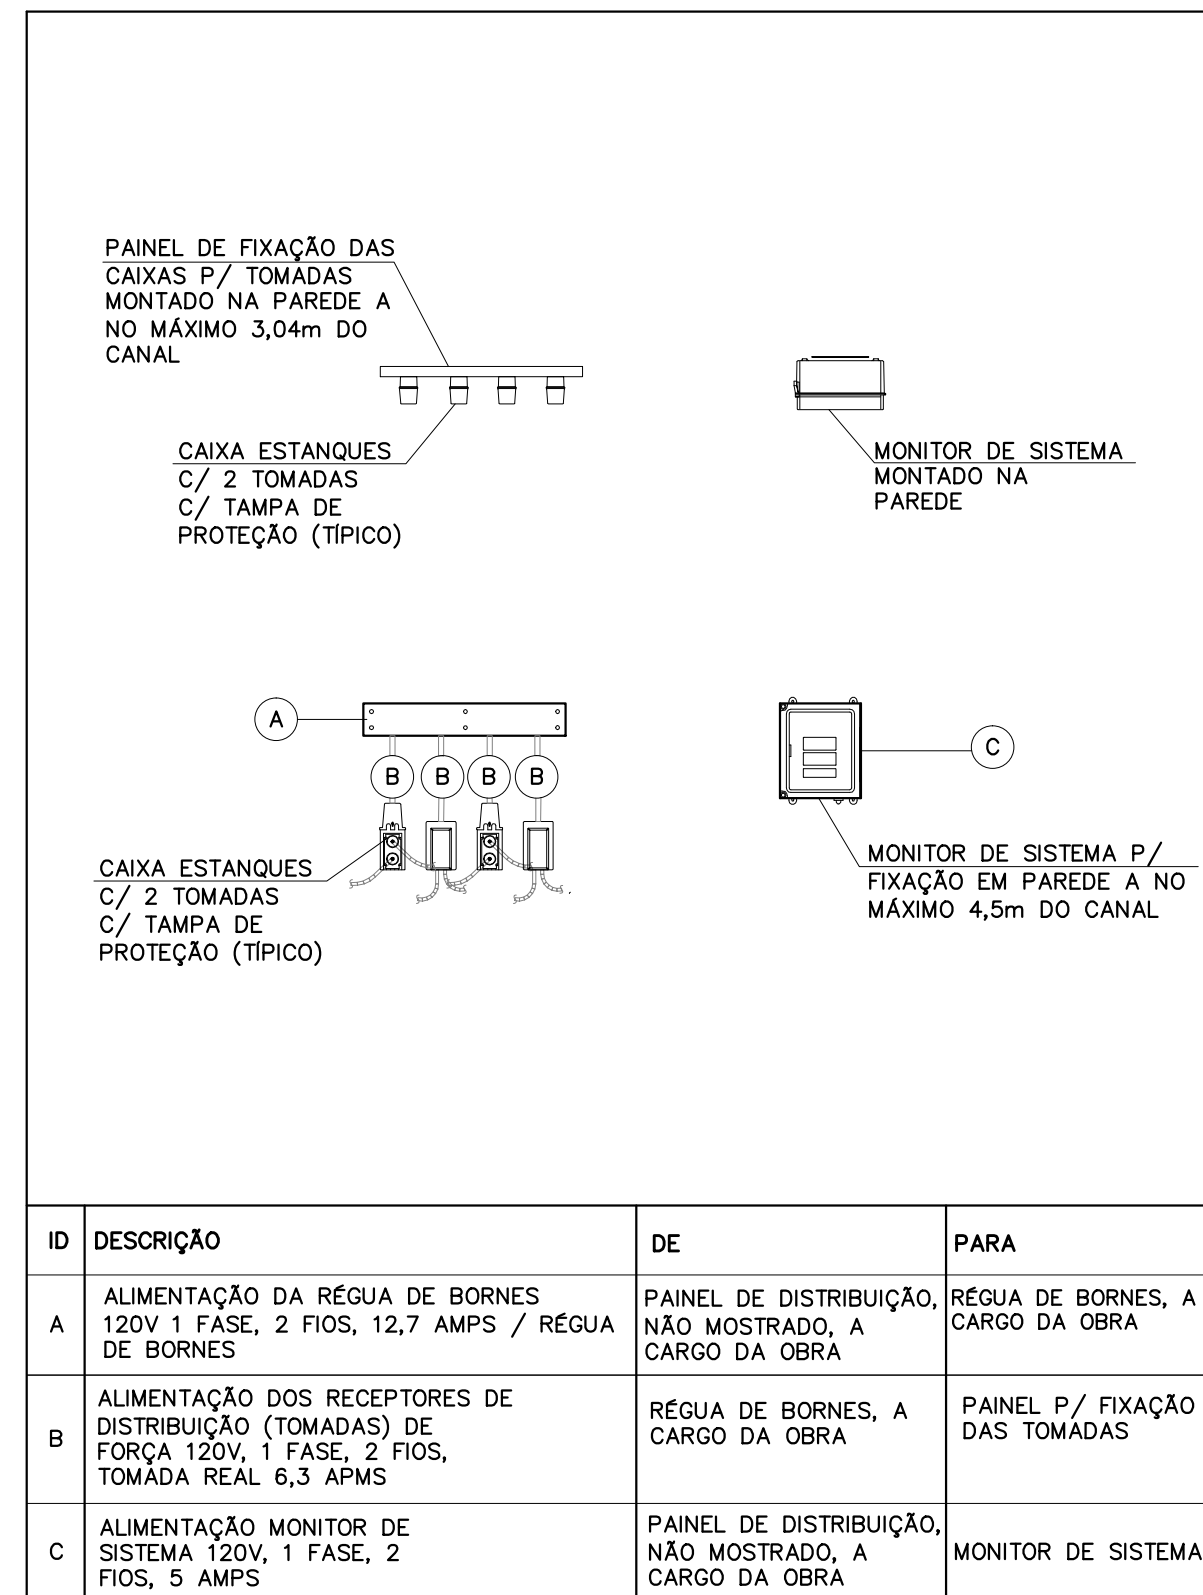 PAINEL DE FIXAÇÃO DAS
CAIXAS P/ TOMADAS
MONTADO NA PAREDE A
NO MÁXIMO 3,04m DO
CANAL
CAIXA ESTANQUES
C/ 2 TOMADAS
C/ TAMPA DE
PROTEÇÃO (TÍPICO)
MONITOR DE SISTEMA
MONTADO NA
PAREDE
A
B B B B
C
CAIXA ESTANQUES
C/ 2 TOMADAS
C/ TAMPA DE
PROTEÇÃO (TÍPICO)
MONITOR DE SISTEMA P/
FIXAÇÃO EM PAREDE A NO
MÁXIMO 4,5m DO CANAL
ID DESCRIÇÃO DE PARA
A
ALIMENTAÇÃO DA RÉGUA DE BORNES
120V 1 FASE, 2 FIOS, 12,7 AMPS / RÉGUA
DE BORNES
PAINEL DE DISTRIBUIÇÃO,
NÃO MOSTRADO, A
CARGO DA OBRA
RÉGUA DE BORNES, A
CARGO DA OBRA
B
ALIMENTAÇÃO DOS RECEPTORES DE
DISTRIBUIÇÃO (TOMADAS) DE
FORÇA 120V, 1 FASE, 2 FIOS,
TOMADA REAL 6,3 APMS
RÉGUA DE BORNES, A
CARGO DA OBRA
PAINEL P/ FIXAÇÃO
DAS TOMADAS
C
ALIMENTAÇÃO MONITOR DE
SISTEMA 120V, 1 FASE, 2
FIOS, 5 AMPS
PAINEL DE DISTRIBUIÇÃO,
NÃO MOSTRADO, A
CARGO DA OBRA
MONITOR DE SISTEMA